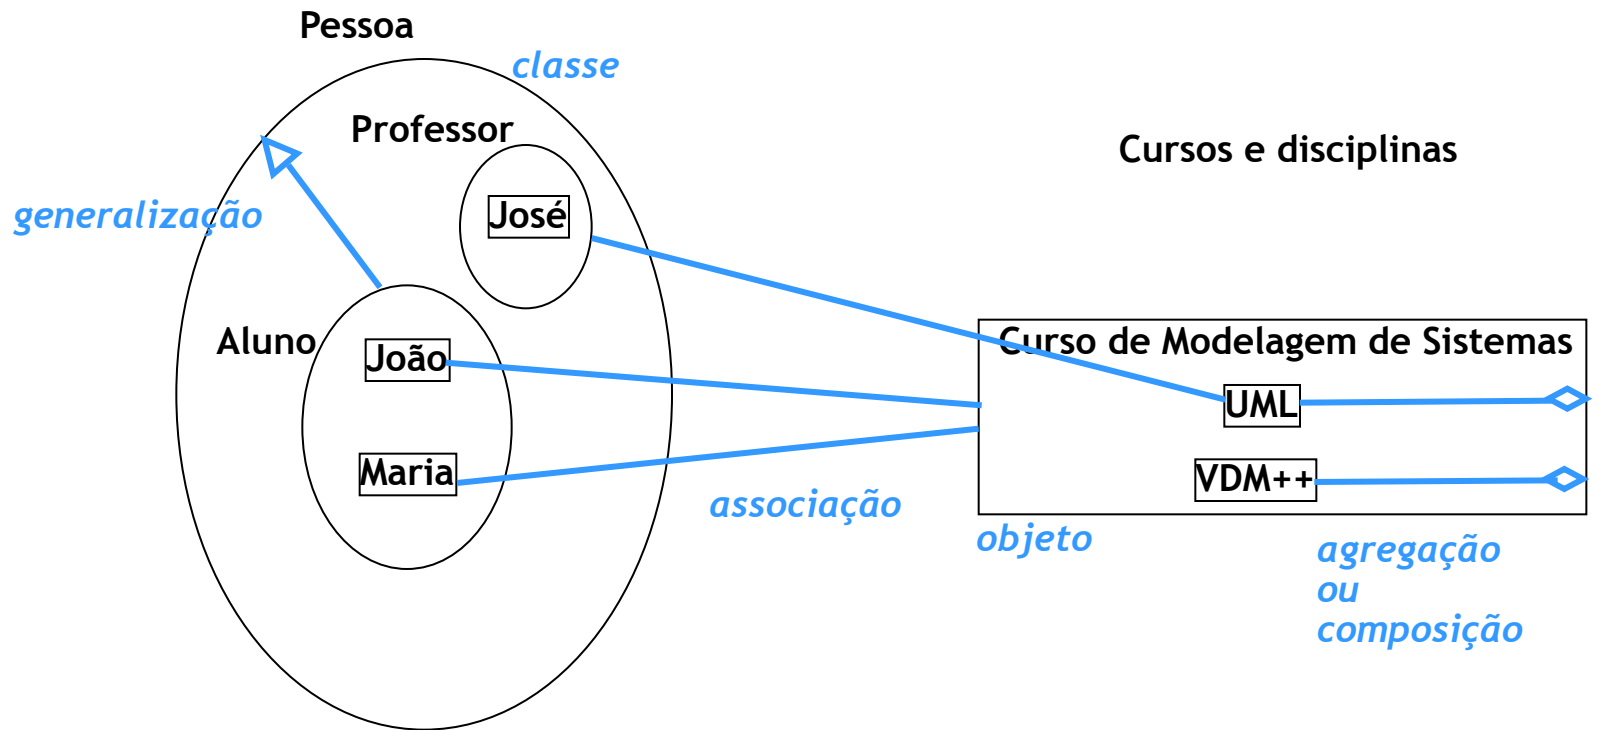 Pessoa
classe
Professor
Cursos e disciplinas
José
generalização
Aluno
João
Curso de Modelagem de Sistemas
UML
Maria
VDM++
associação
objeto
agregação
ou
composição